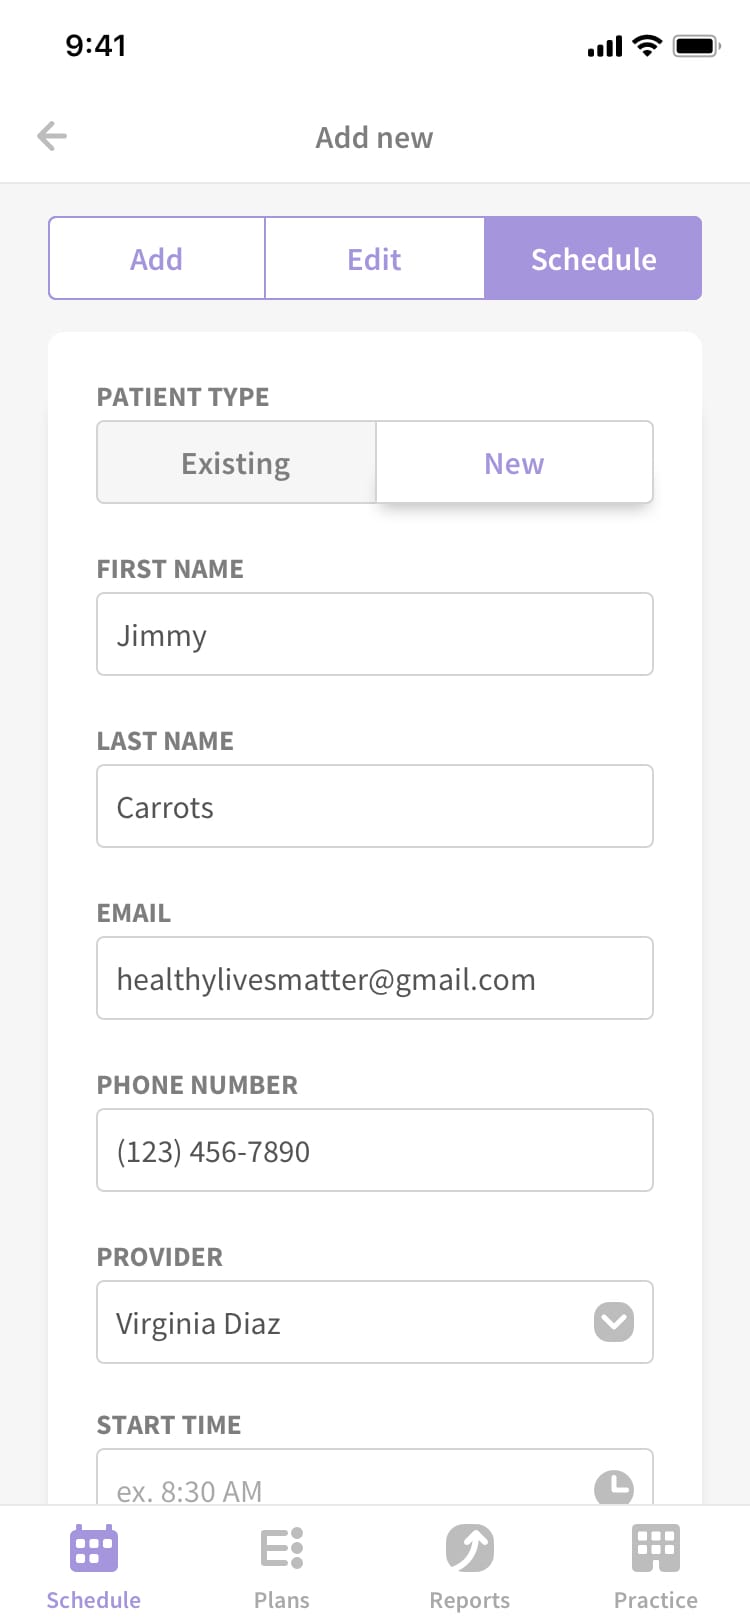 9:41
Add new
Add Edit Schedule
PATIENT TYPE
Existing New
FIRST NAME
Jimmy
LAST NAME
Carrots
EMAIL
healthylivesmatter@gmail.com
PHONE NUMBER
(123) 456-7890
PROVIDER
Virginia Diaz
START TIME
ex. 8:30 AM
Schedule Plans Reports Practice